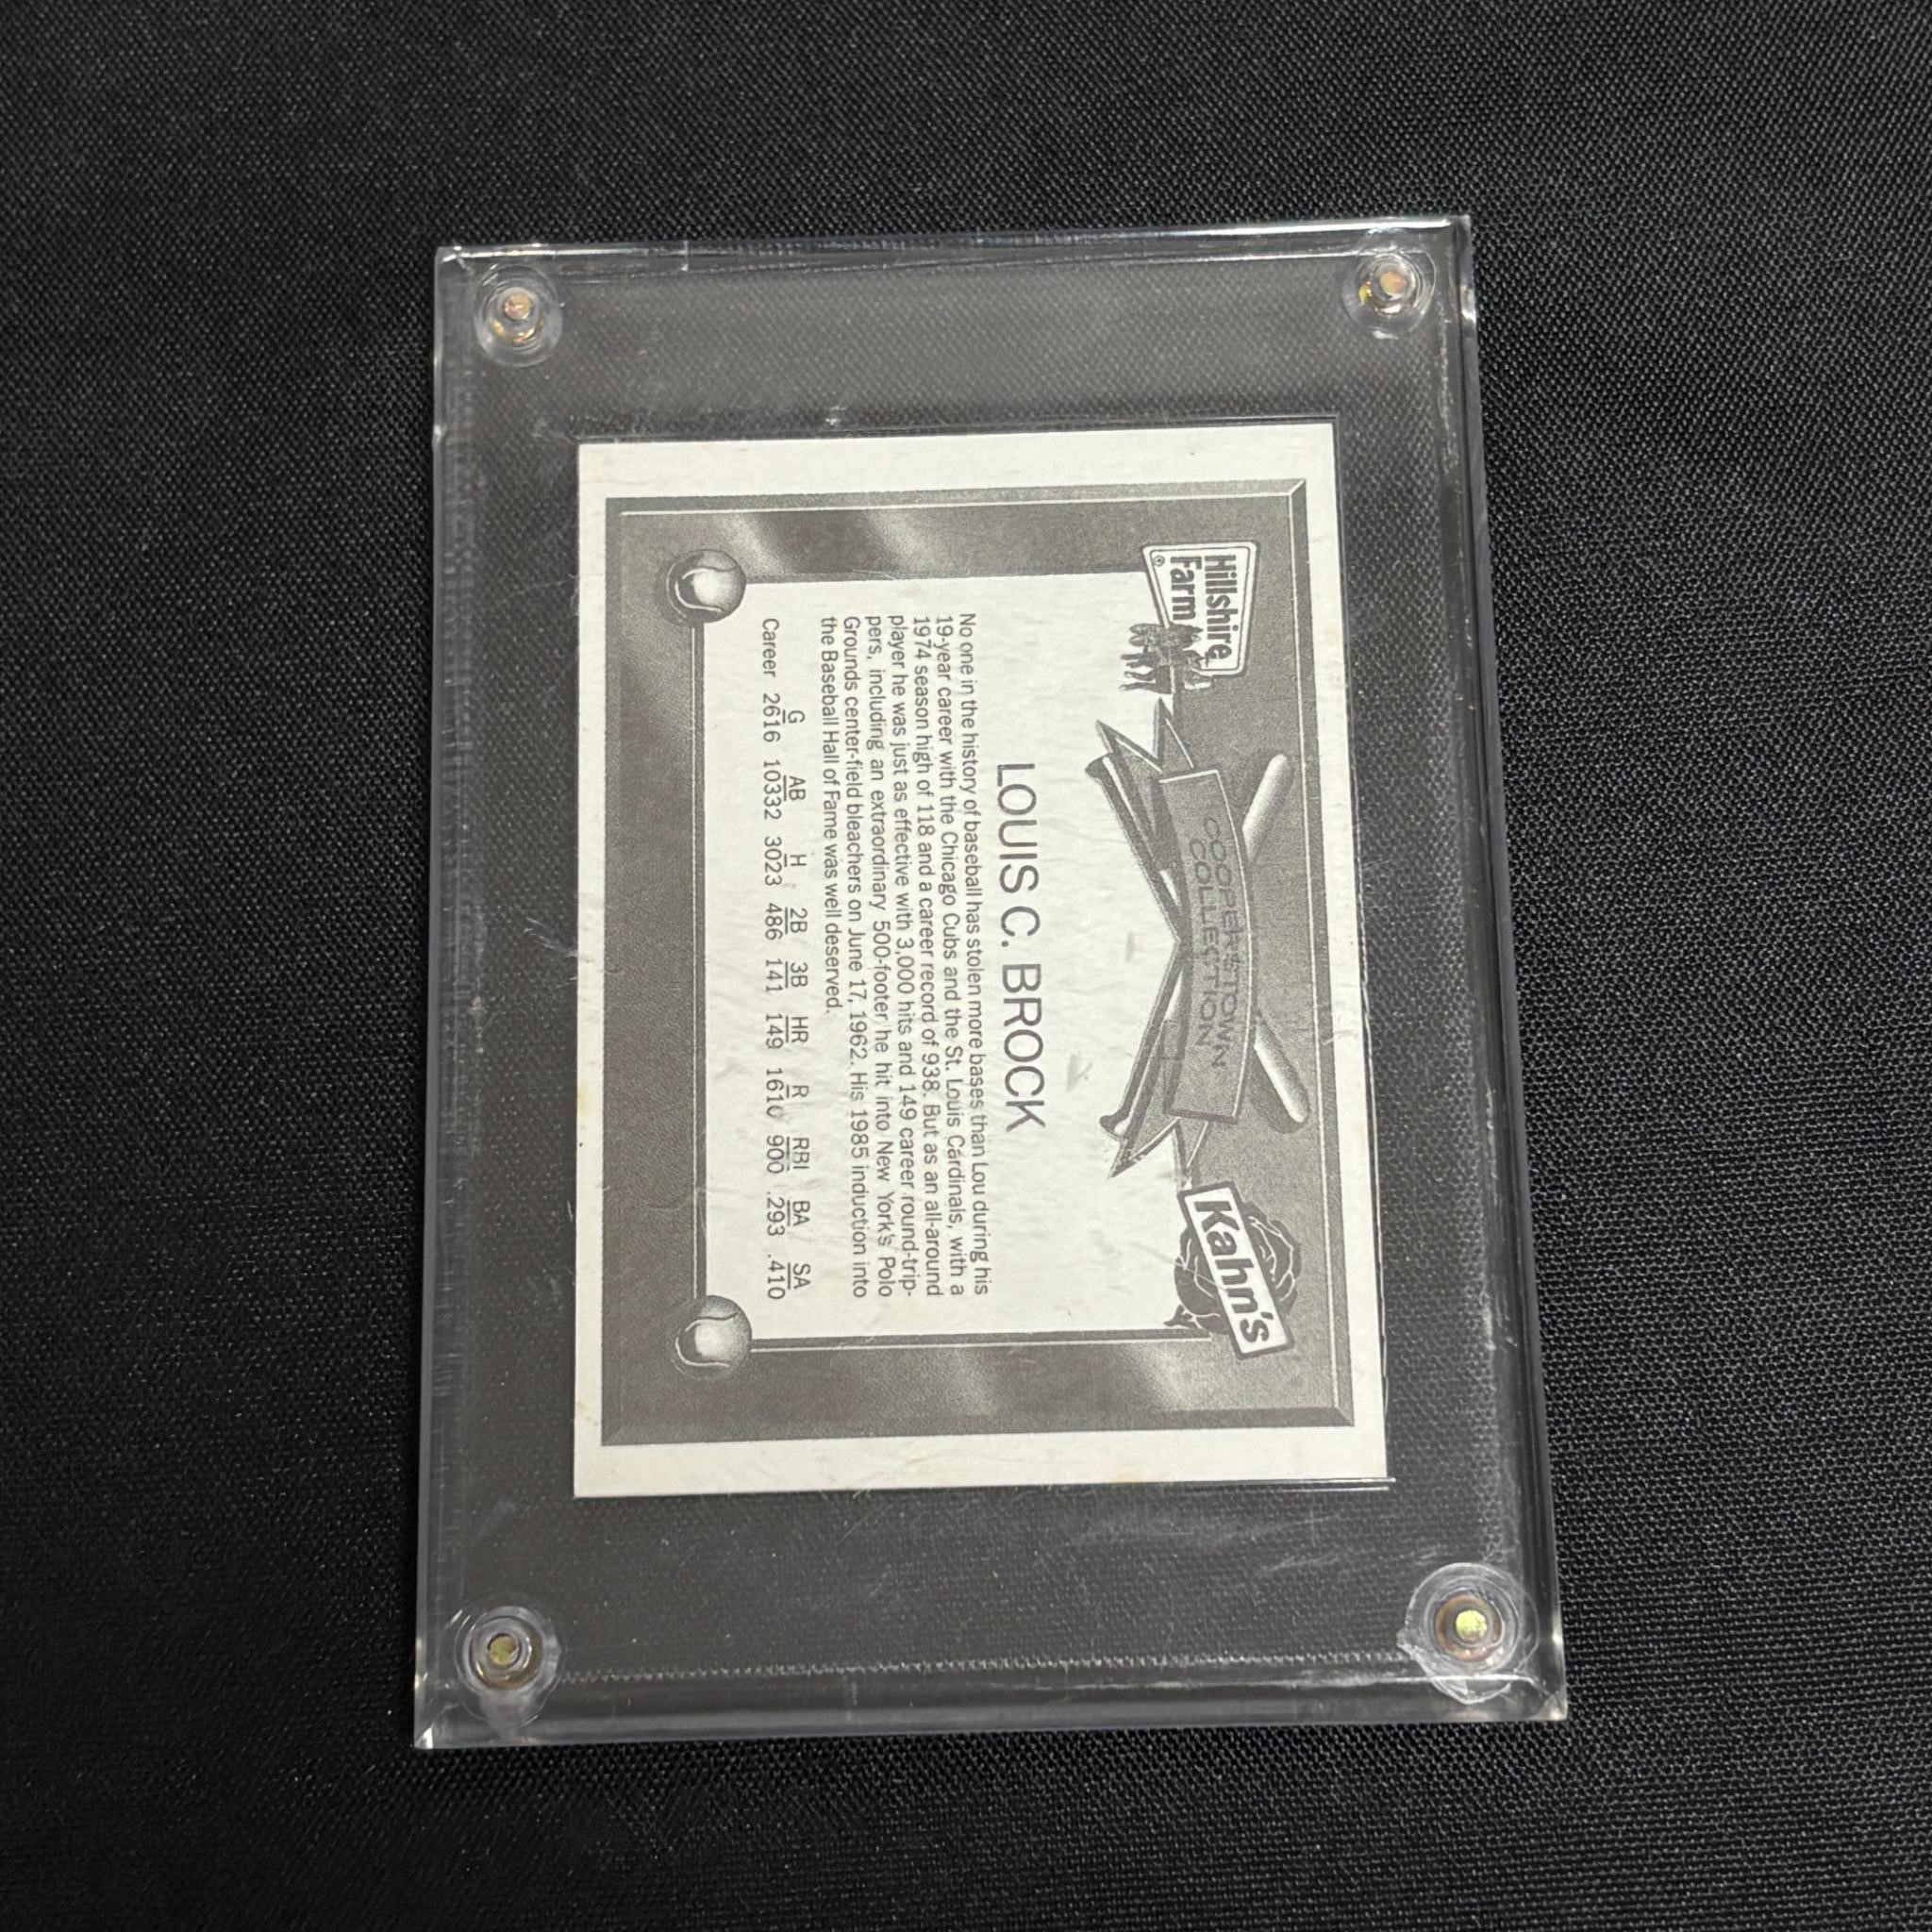 Hillshire
Farm
®
COOPERSTOWN
COLLECTION
Kahn's
LOUIS C. BROCK
No one in the history of baseball has stolen more bases than Lou during his
19-year career with the Chicago Cubs and the St. Louis Cardinals, with a
1974 season high of 118 and a career record of 938. But as an all-around
player he was just as effective with 3,000 hits and 149 career round-trip-
pers, including an extraordinary 500-footer he hit into New York's Polo
Grounds center-field bleachers on June 17, 1962. His 1985 induction into
the Baseball Hall of Fame was well deserved.
G AB H 2B 3B HR R RBI BA SA
Career 2616 10332 3023 486 141 149 1610 900 .293 .410